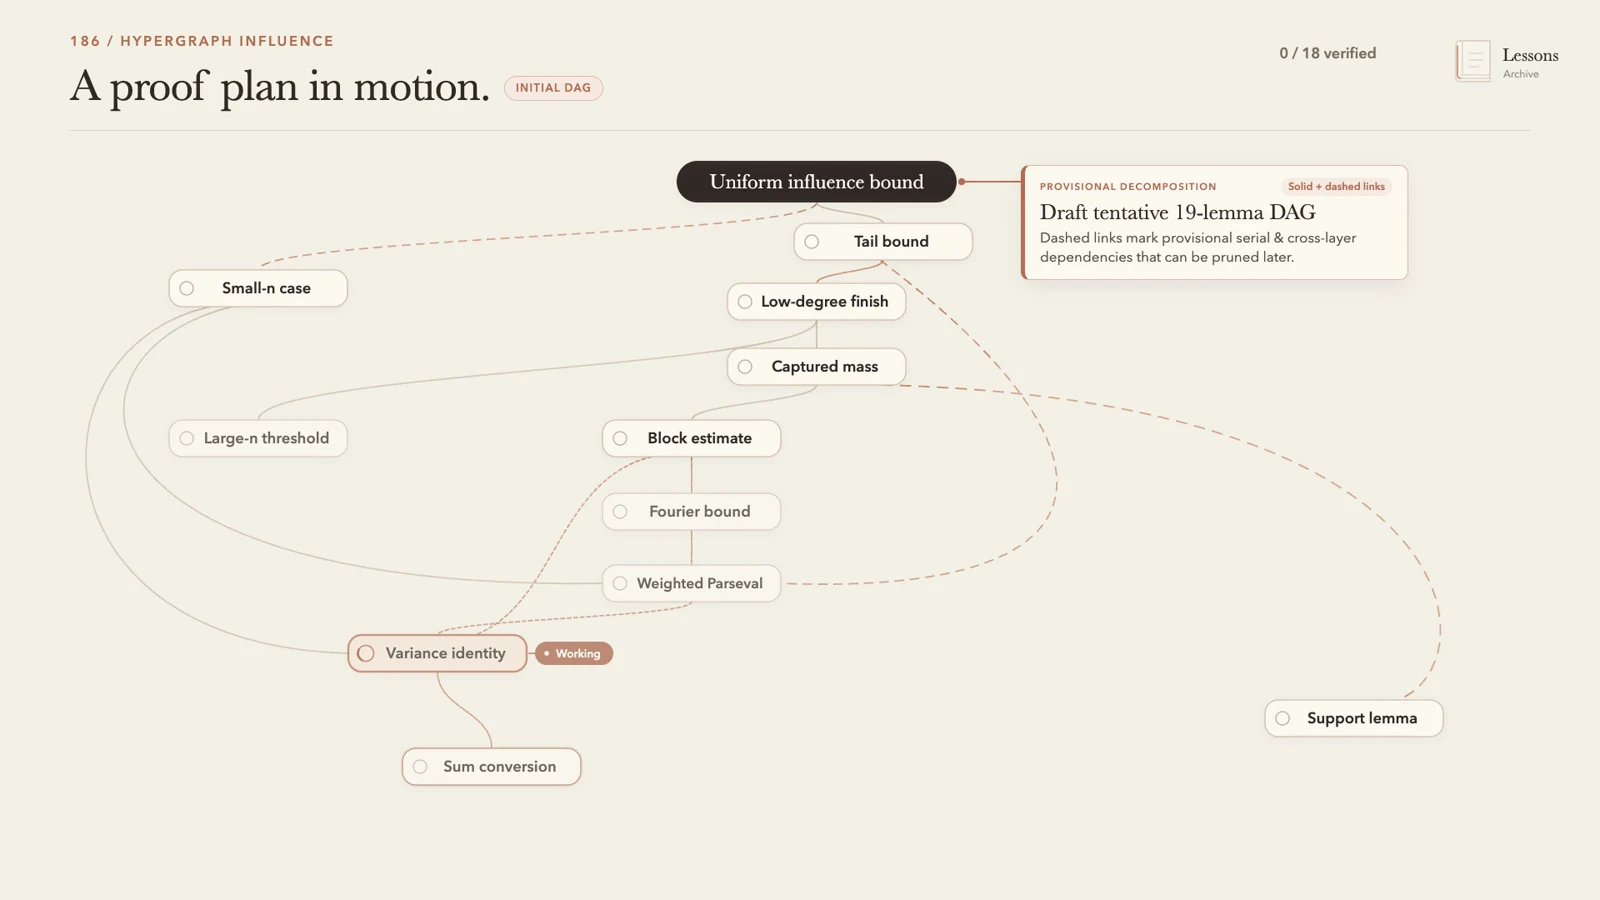 186 / HYPERGRAPH INFLUENCE
A proof plan in motion.
INITIAL DAG
0 / 18 verified
Lessons
Archive
Uniform influence bound
PROVISIONAL DECOMPOSITION
Solid + dashed links
Draft tentative 19-lemma DAG
Dashed links mark provisional serial & cross-layer
dependencies that can be pruned later.
Tail bound
Small-n case
Low-degree finish
Captured mass
Large-n threshold
Block estimate
Fourier bound
Weighted Parseval
Variance identity
Working
Support lemma
Sum conversion